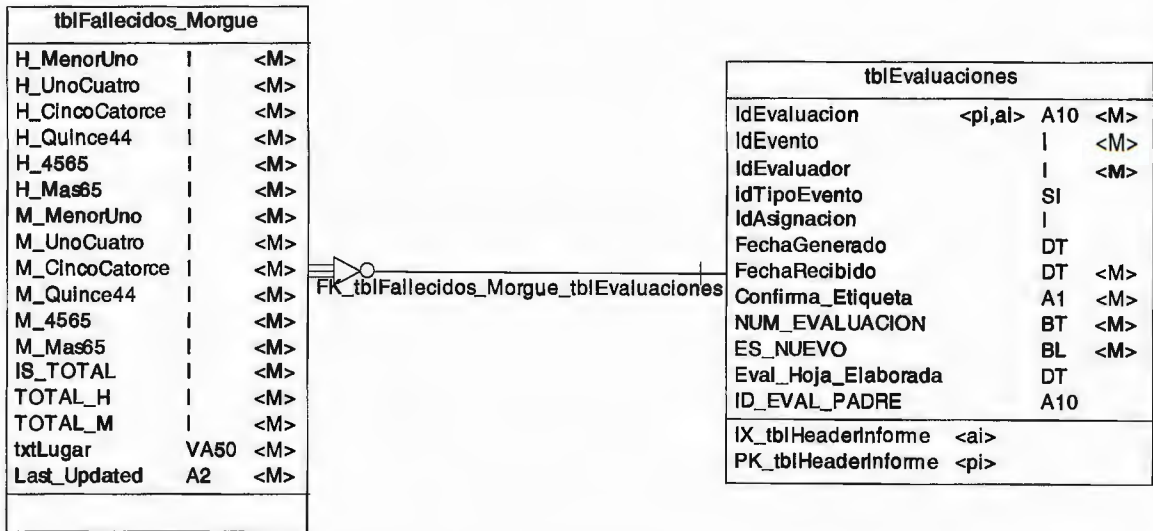 tblFallecidos_Morgue
H_MenorUno I <M>
H_UnoCuatro I <M>
H_CincoCatorce I <M>
H_Quince44 I <M>
H_4565 I <M>
H_Mas65 I <M>
M_MenorUno I <M>
M_UnoCuatro I <M>
M_CincoCatorce I <M>
M_Quince44 I <M>
M_4565 I <M>
M_Mas65 I <M>
IS_TOTAL I <M>
TOTAL_H I <M>
TOTAL_M I <M>
txtLugar VA50 <M>
Last_Updated A2 <M>
FK_tblFallecidos_Morgue_tblEvaluaciones
tblEvaluaciones
IdEvaluacion <pi,ai> A10 <M>
IdEvento I <M>
IdEvaluador I <M>
IdTipoEvento SI
IdAsignacion I
FechaGenerado DT
FechaRecibido DT <M>
Confirma_Etiqueta A1 <M>
NUM_EVALUACION BT <M>
ES_NUEVO BL <M>
Eval_Hoja_Elaborada DT
ID_EVAL_PADRE A10
IX_tblHeaderInforme <ai>
PK_tblHeaderInforme <pi>